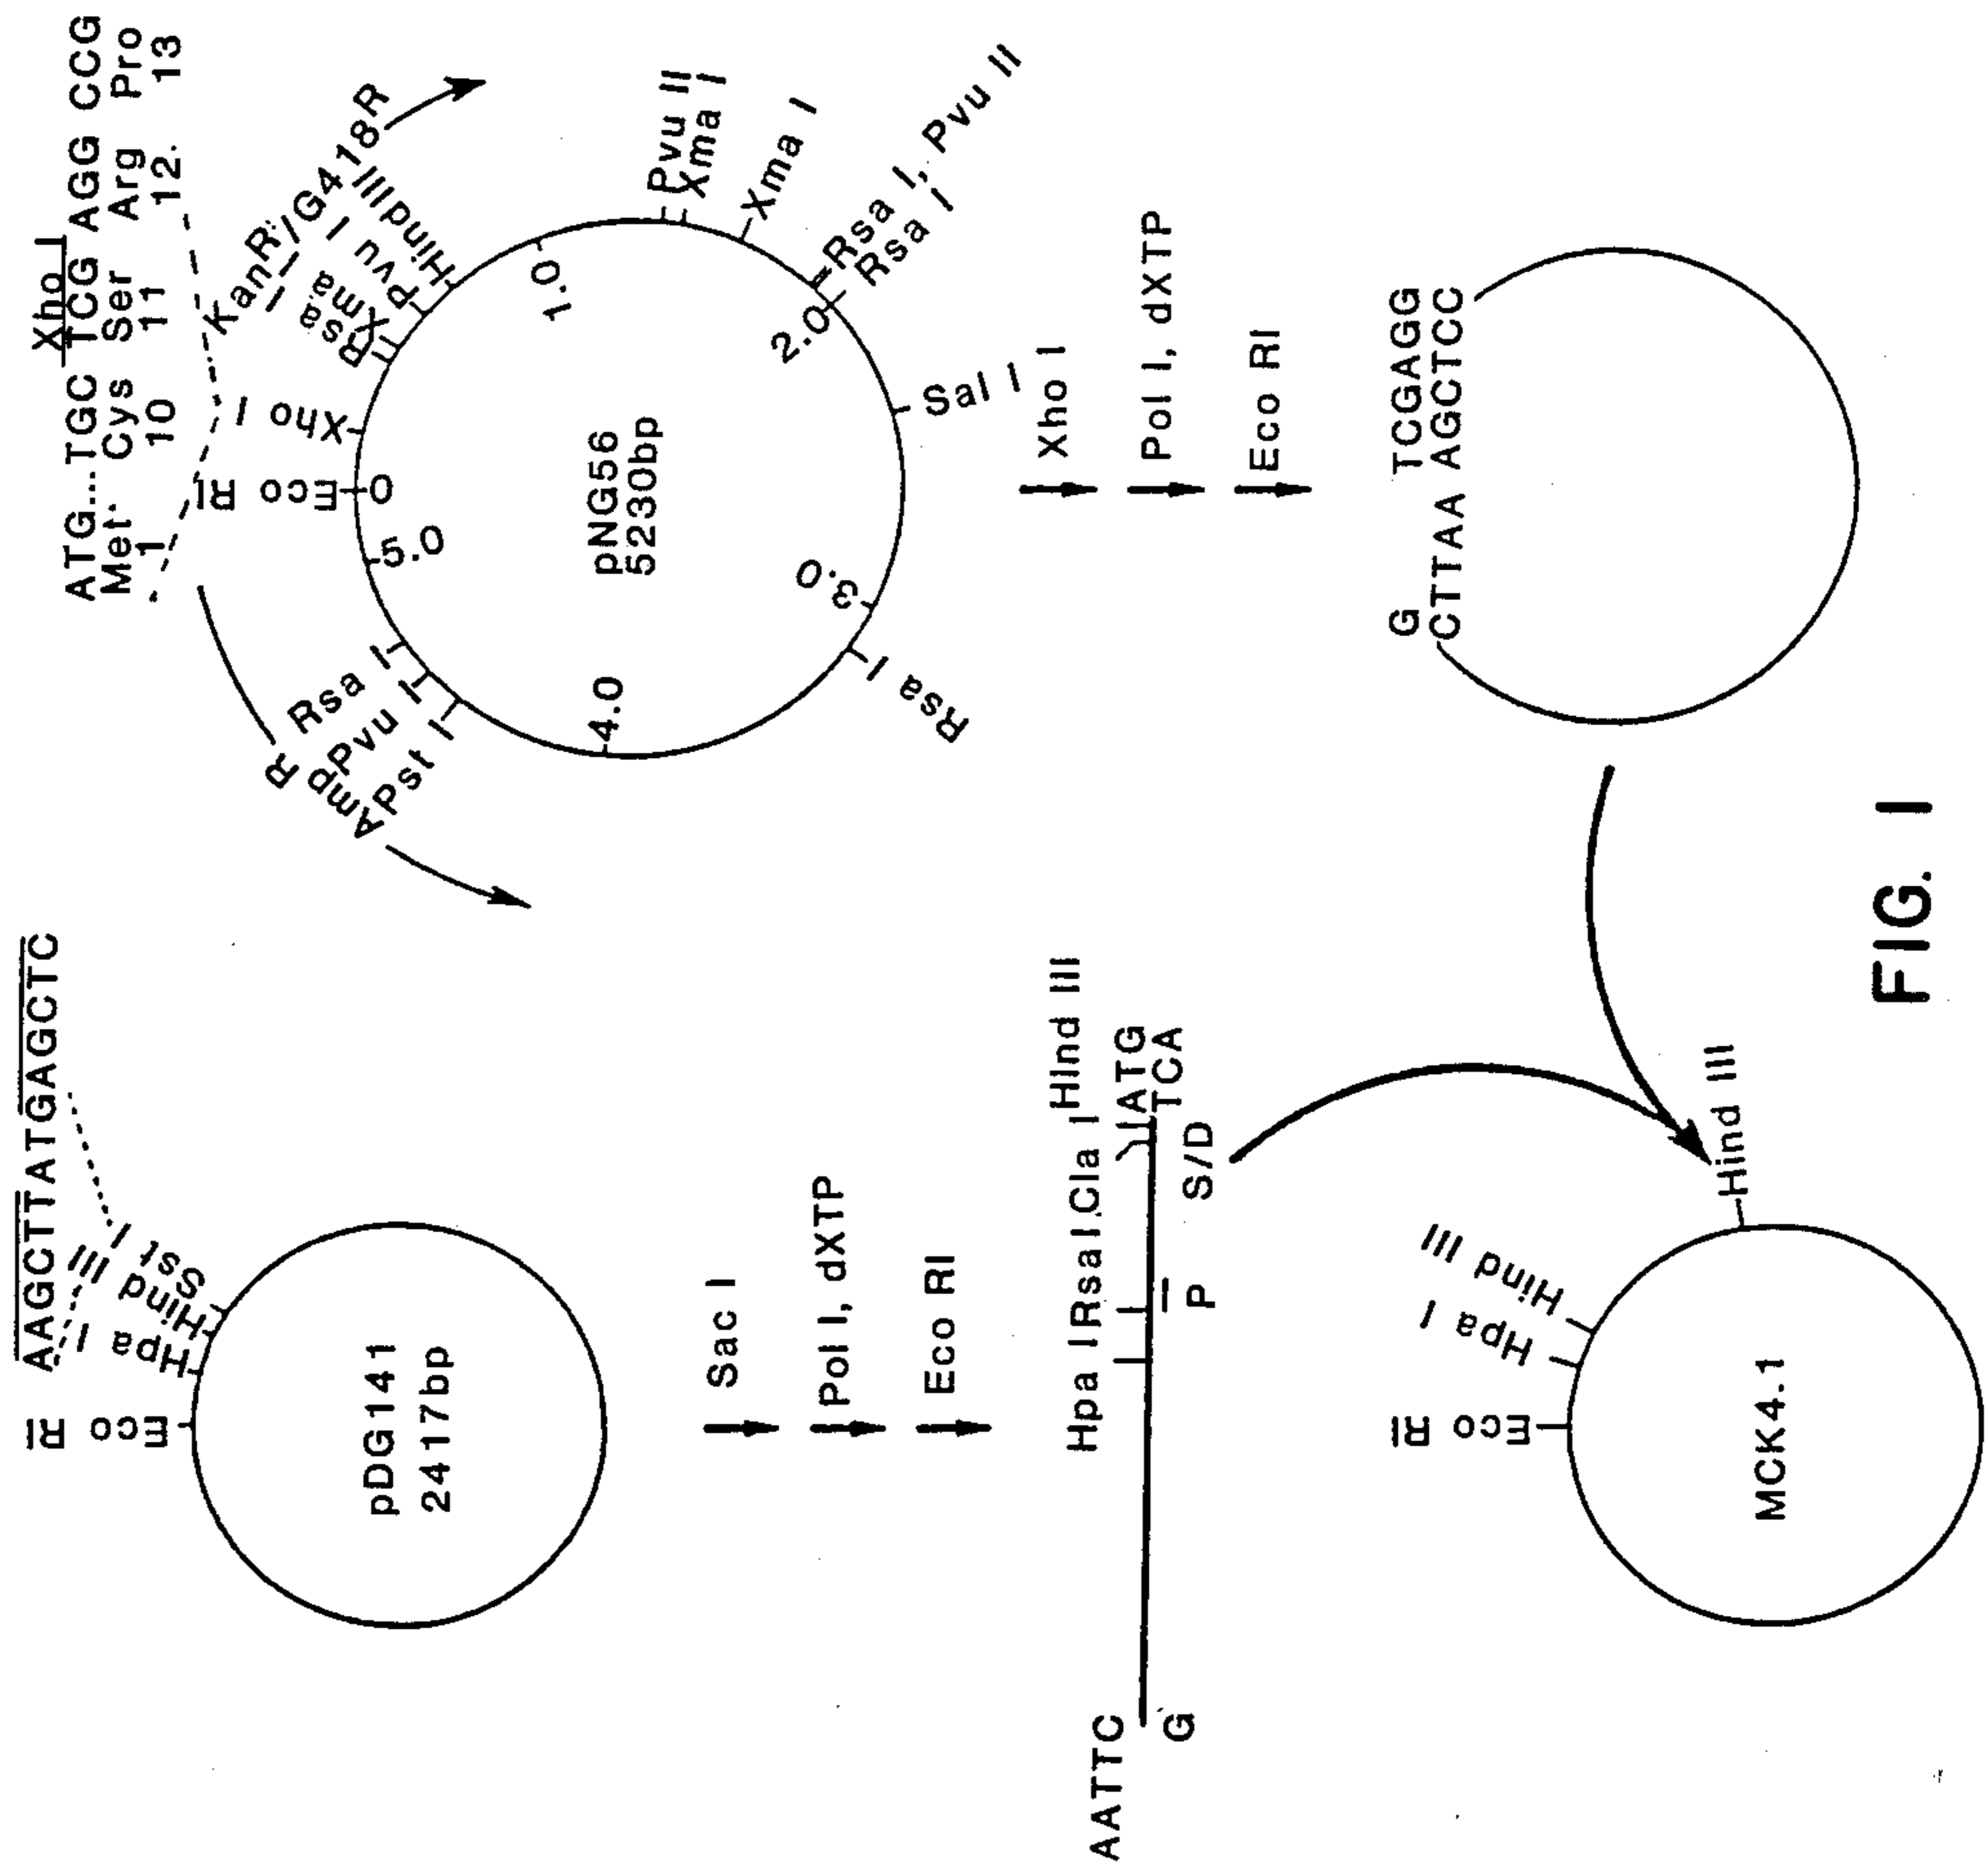 AAGCTTATGAGCTC
Eco RI
Hpa I
Hind III
Sst I
pDG141
2417bp
Sac I
Pol I, dXTP
Eco RI
Hpa I Rsa I Cla I Hind III
AATTC
ATG
G
TCA
P
S/D
Eco RI
Hpa I
Hind III
Hind III
MCK4.1
Xho I
ATG...TGC TCG AGG CCG
Met Cys Ser Arg Pro
1 10 11 12. 13
AmpR
KanR/G418R
Eco RI
Xho I
Rsa I
Xma I
Pvu I
HindIII
Pvu II
Xma I
Xma I
Rsa I, Pvu II
Rsa I
Sal I
Rsa I
Pst I
Pvu I
Rsa I
0
1.0
2.0
3.0
4.0
5.0
pNG56
5230bp
Xho I
Pol I, dXTP
Eco RI
G TCGAGG
CTTAA AGCTCC
FIG. 1